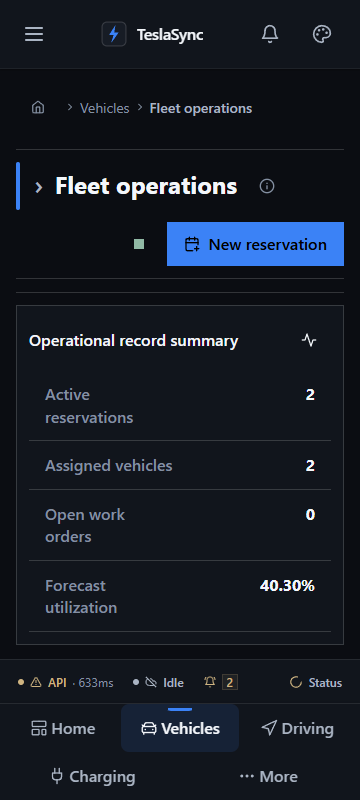 TeslaSync
Vehicles Fleet operations
Fleet operations
New reservation
Operational record summary
Active reservations 2
Assigned vehicles 2
Open work orders 0
Forecast utilization 40.30%
API · 633ms Idle 2 Status
Home Vehicles Driving
Charging More